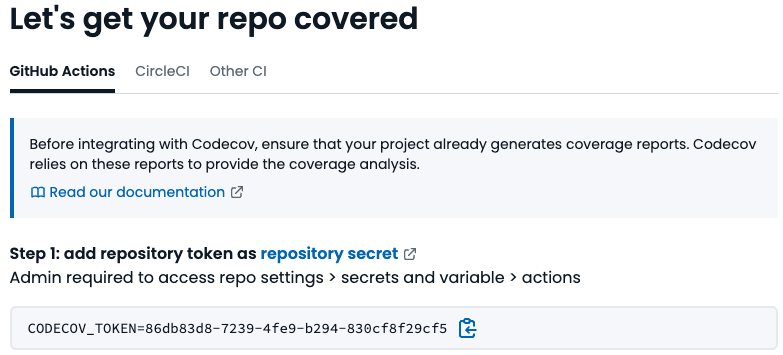 Let's get your repo covered
GitHub Actions CircleCI Other CI
Before integrating with Codecov, ensure that your project already generates coverage reports. Codecov
relies on these reports to provide the coverage analysis.
Read our documentation
Step 1: add repository token as repository secret
Admin required to access repo settings > secrets and variable > actions
CODECOV_TOKEN=86db83d8-7239-4fe9-b294-830cf8f29cf5